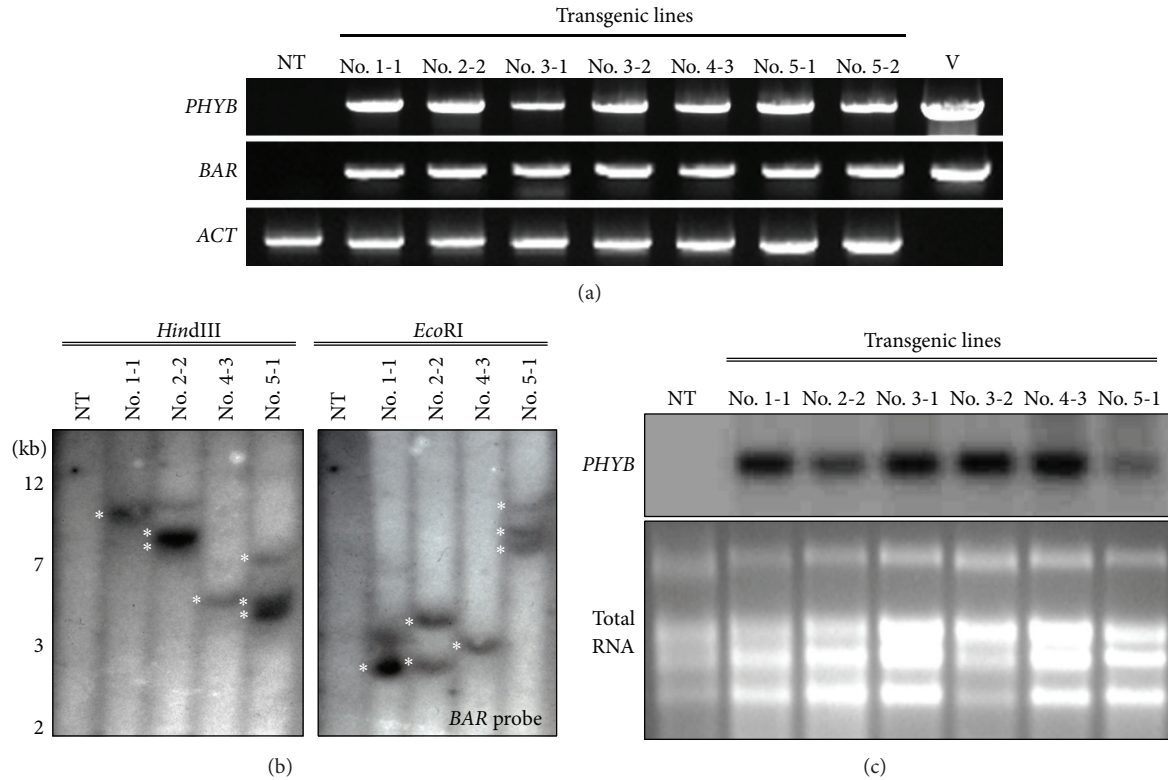 Transgenic lines
NT No. 1-1 No. 2-2 No. 3-1 No. 3-2 No. 4-3 No. 5-1 No. 5-2 V
PHYB
BAR
ACT
(a)
HindIII EcoRI
NT No. 1-1 No. 2-2 No. 4-3 No. 5-1 NT No. 1-1 No. 2-2 No. 4-3 No. 5-1
(kb)
12
7
3
2
* * * * * * *
* * * * * * *
BAR probe
(b)
Transgenic lines
NT No. 1-1 No. 2-2 No. 3-1 No. 3-2 No. 4-3 No. 5-1
PHYB
Total
RNA
(c)